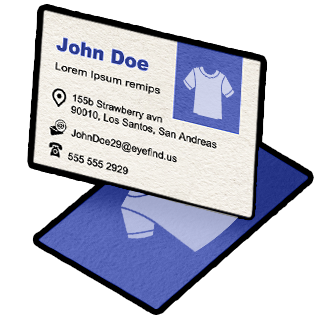 John Doe
Lorem Ipsum remips
155b Strawberry avn
90010, Los Santos, San Andreas
JohnDoe29@eyefind.us
555 555 2929